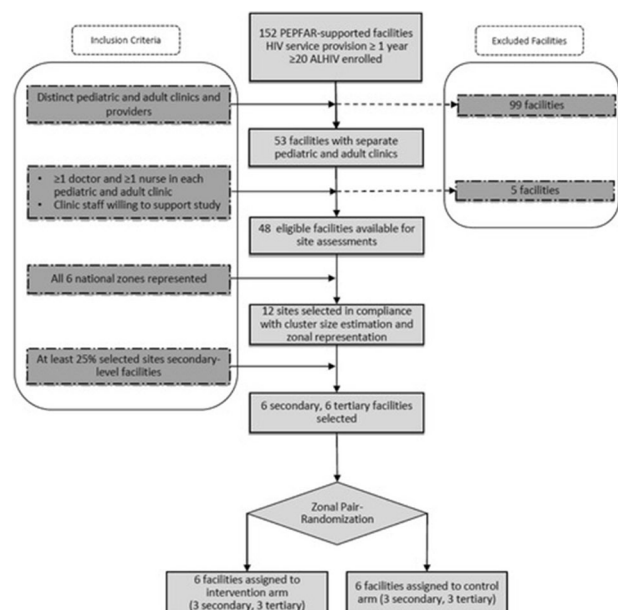 Inclusion Criteria
152 PEPFAR-supported facilities
HIV service provision ≥ 1 year
≥20 ALHIV enrolled
Excluded Facilities
Distinct pediatric and adult clinics and
providers
99 facilities
53 facilities with separate
pediatric and adult clinics
• ≥1 doctor and ≥1 nurse in each
pediatric and adult clinic
• Clinic staff willing to support study
5 facilities
48 eligible facilities available for
site assessments
All 6 national zones represented
12 sites selected in compliance
with cluster size estimation and
zonal representation
At least 25% selected sites secondary-
level facilities
6 secondary, 6 tertiary facilities
selected
Zonal Pair-
Randomization
6 facilities assigned to
intervention arm
(3 secondary, 3 tertiary)
6 facilities assigned to control
arm (3 secondary, 3 tertiary)